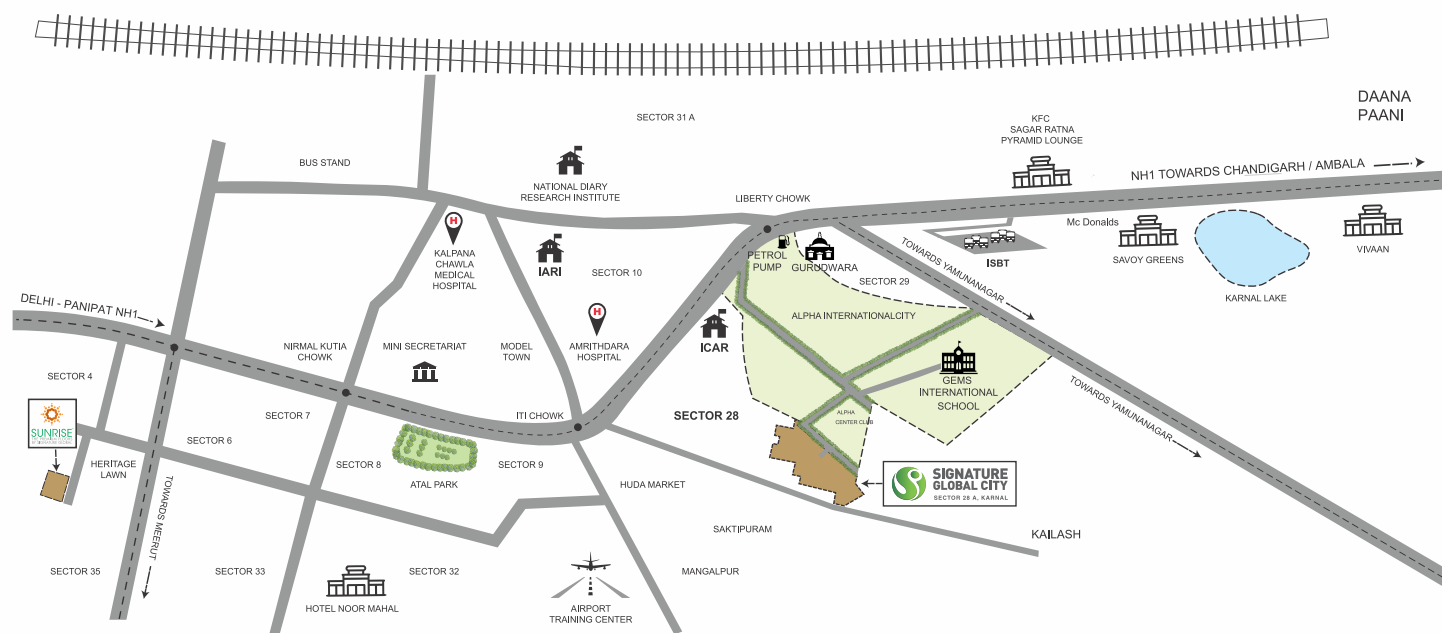 DAANA
PAANI
SECTOR 31 A
KFC
SAGAR RATNA
PYRAMID LOUNGE
BUS STAND
NH1 TOWARDS CHANDIGARH / AMBALA
NATIONAL DIARY
RESEARCH INSTITUTE
LIBERTY CHOWK
H
KALPANA
CHAWLA
MEDICAL
HOSPITAL
IARI
SECTOR 10
PETROL
PUMP
GURUDWARA
TOWARDS YAMUNANAGAR
ISBT
Mc Donalds
SAVOY GREENS
VIVAAN
SECTOR 29
KARNAL LAKE
DELHI - PANIPAT NH1
ALPHA INTERNATIONALCITY
H
NIRMAL KUTIA
CHOWK
MINI SECRETARIAT
MODEL
TOWN
AMRITHDARA
HOSPITAL
ICAR
SECTOR 4
GEMS
INTERNATIONAL
SCHOOL
TOWARDS YAMUNANAGAR
SUNRISE
SECTOR 7
ITI CHOWK
SECTOR 28
ALPHA
CENTER CLUB
SECTOR 6
HERITAGE
LAWN
SECTOR 8
SECTOR 9
ATAL PARK
HUDA MARKET
SIGNATURE
GLOBAL CITY
SECTOR 28 A, KARNAL
TOWARDS MEERUT
SAKTIPURAM
KAILASH
SECTOR 35
SECTOR 33
SECTOR 32
MANGALPUR
HOTEL NOOR MAHAL
AIRPORT
TRAINING CENTER